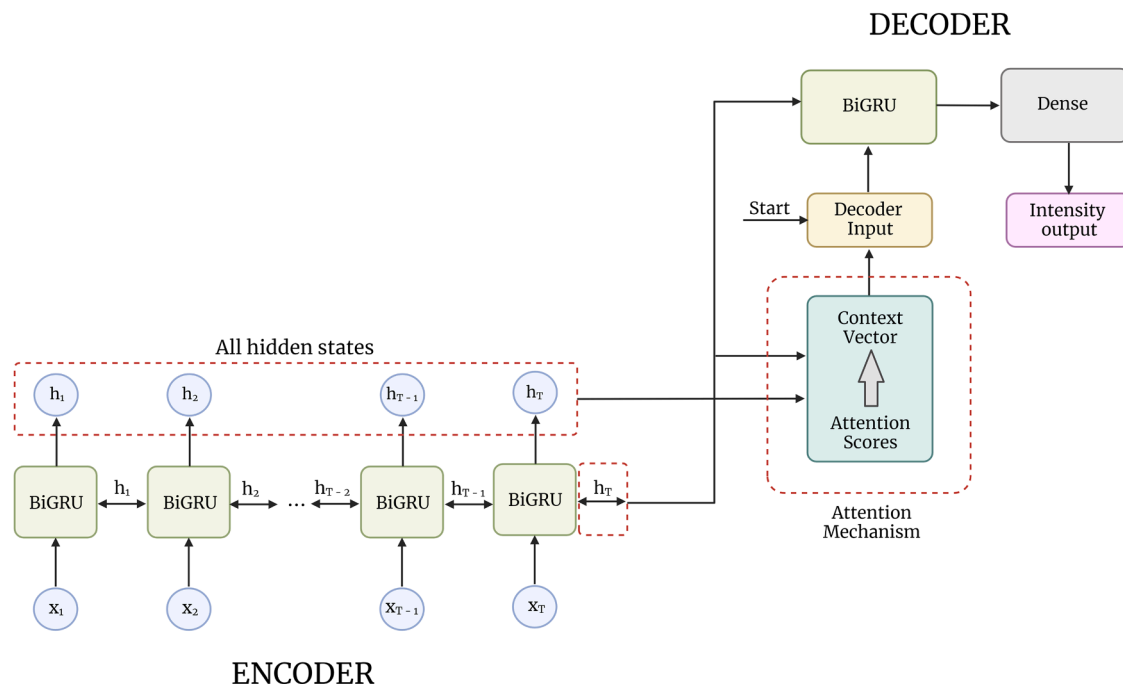 DECODER
BiGRU
Dense
Start
Decoder
Input
Intensity
output
Context
Vector
Attention
Scores
Attention
Mechanism
All hidden states
h₁
h₂
hT-1
hT
BiGRU
h₁
BiGRU
h₂
...
hT-2
BiGRU
hT-1
BiGRU
hT
x₁
x₂
xT-1
xT
ENCODER